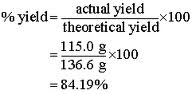 % yield = actual yield / theoretical yield ×100
= 115.0 g / 136.6 g ×100
= 84.19%